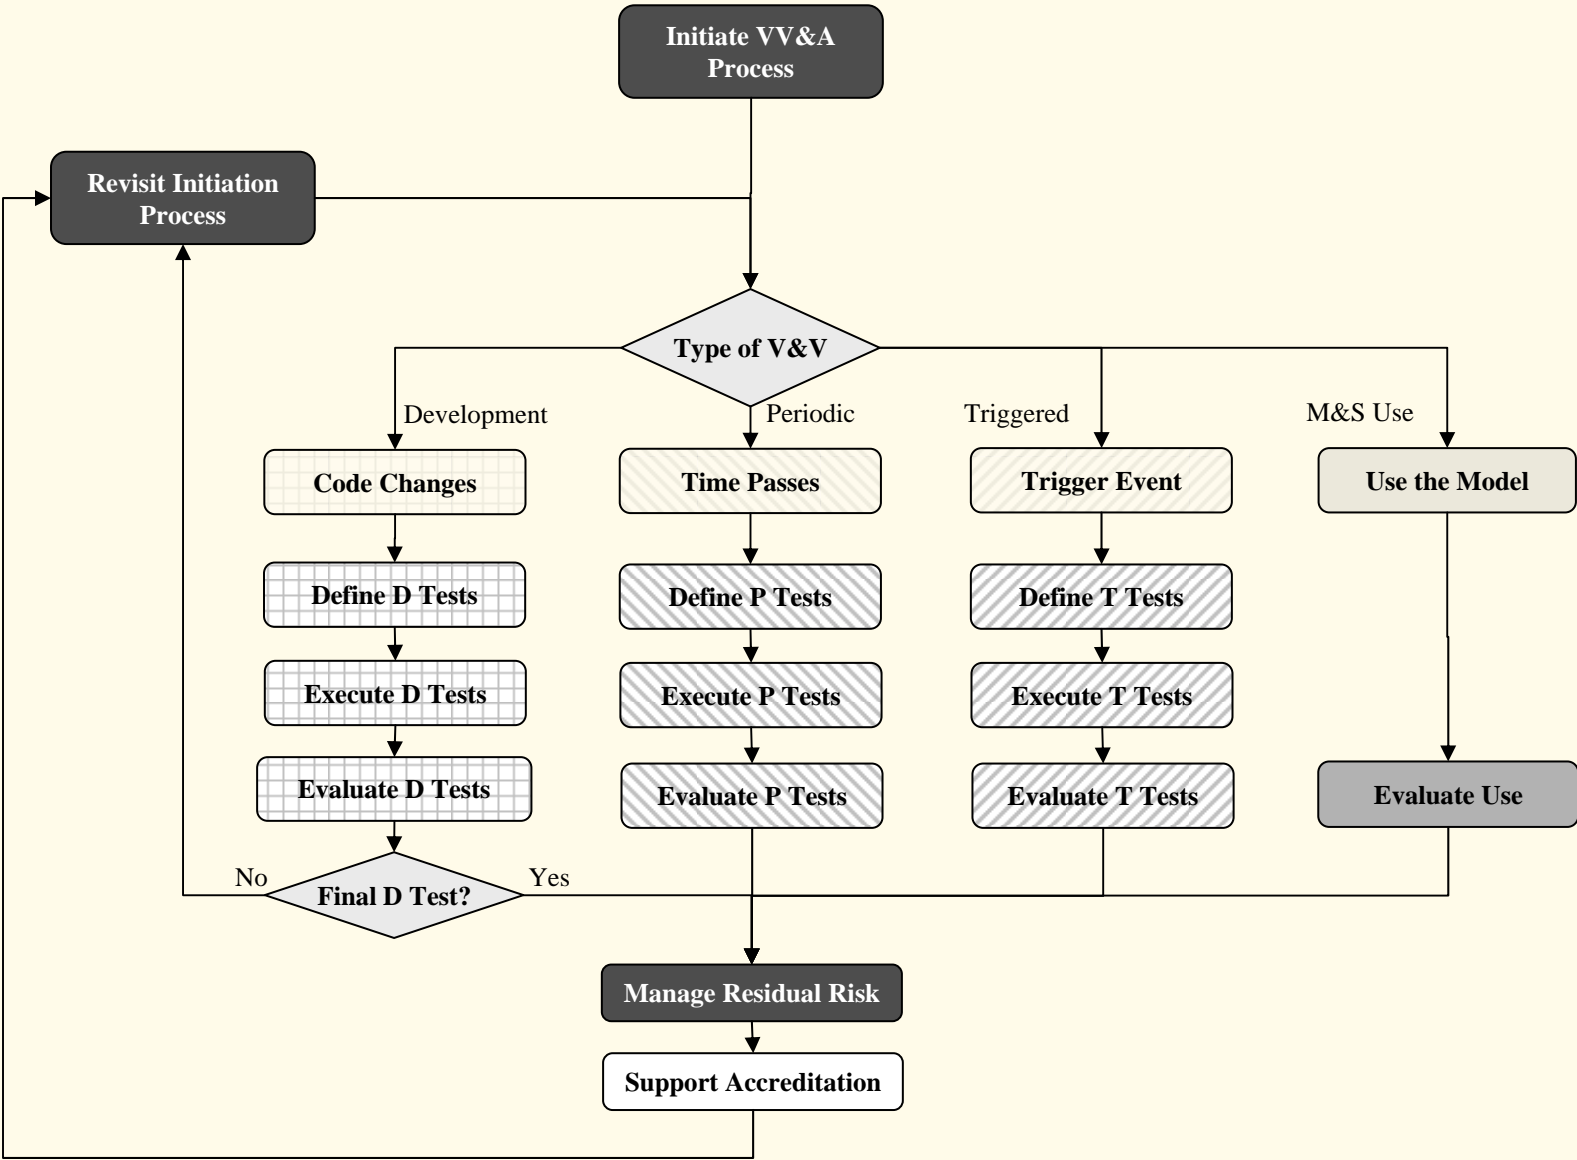 Initiate VV&A
Process
Revisit Initiation
Process
Type of V&V
Development
Periodic
Triggered
M&S Use
Code Changes
Time Passes
Trigger Event
Use the Model
Define D Tests
Define P Tests
Define T Tests
Execute D Tests
Execute P Tests
Execute T Tests
Evaluate D Tests
Evaluate P Tests
Evaluate T Tests
Evaluate Use
No
Final D Test?
Yes
Manage Residual Risk
Support Accreditation